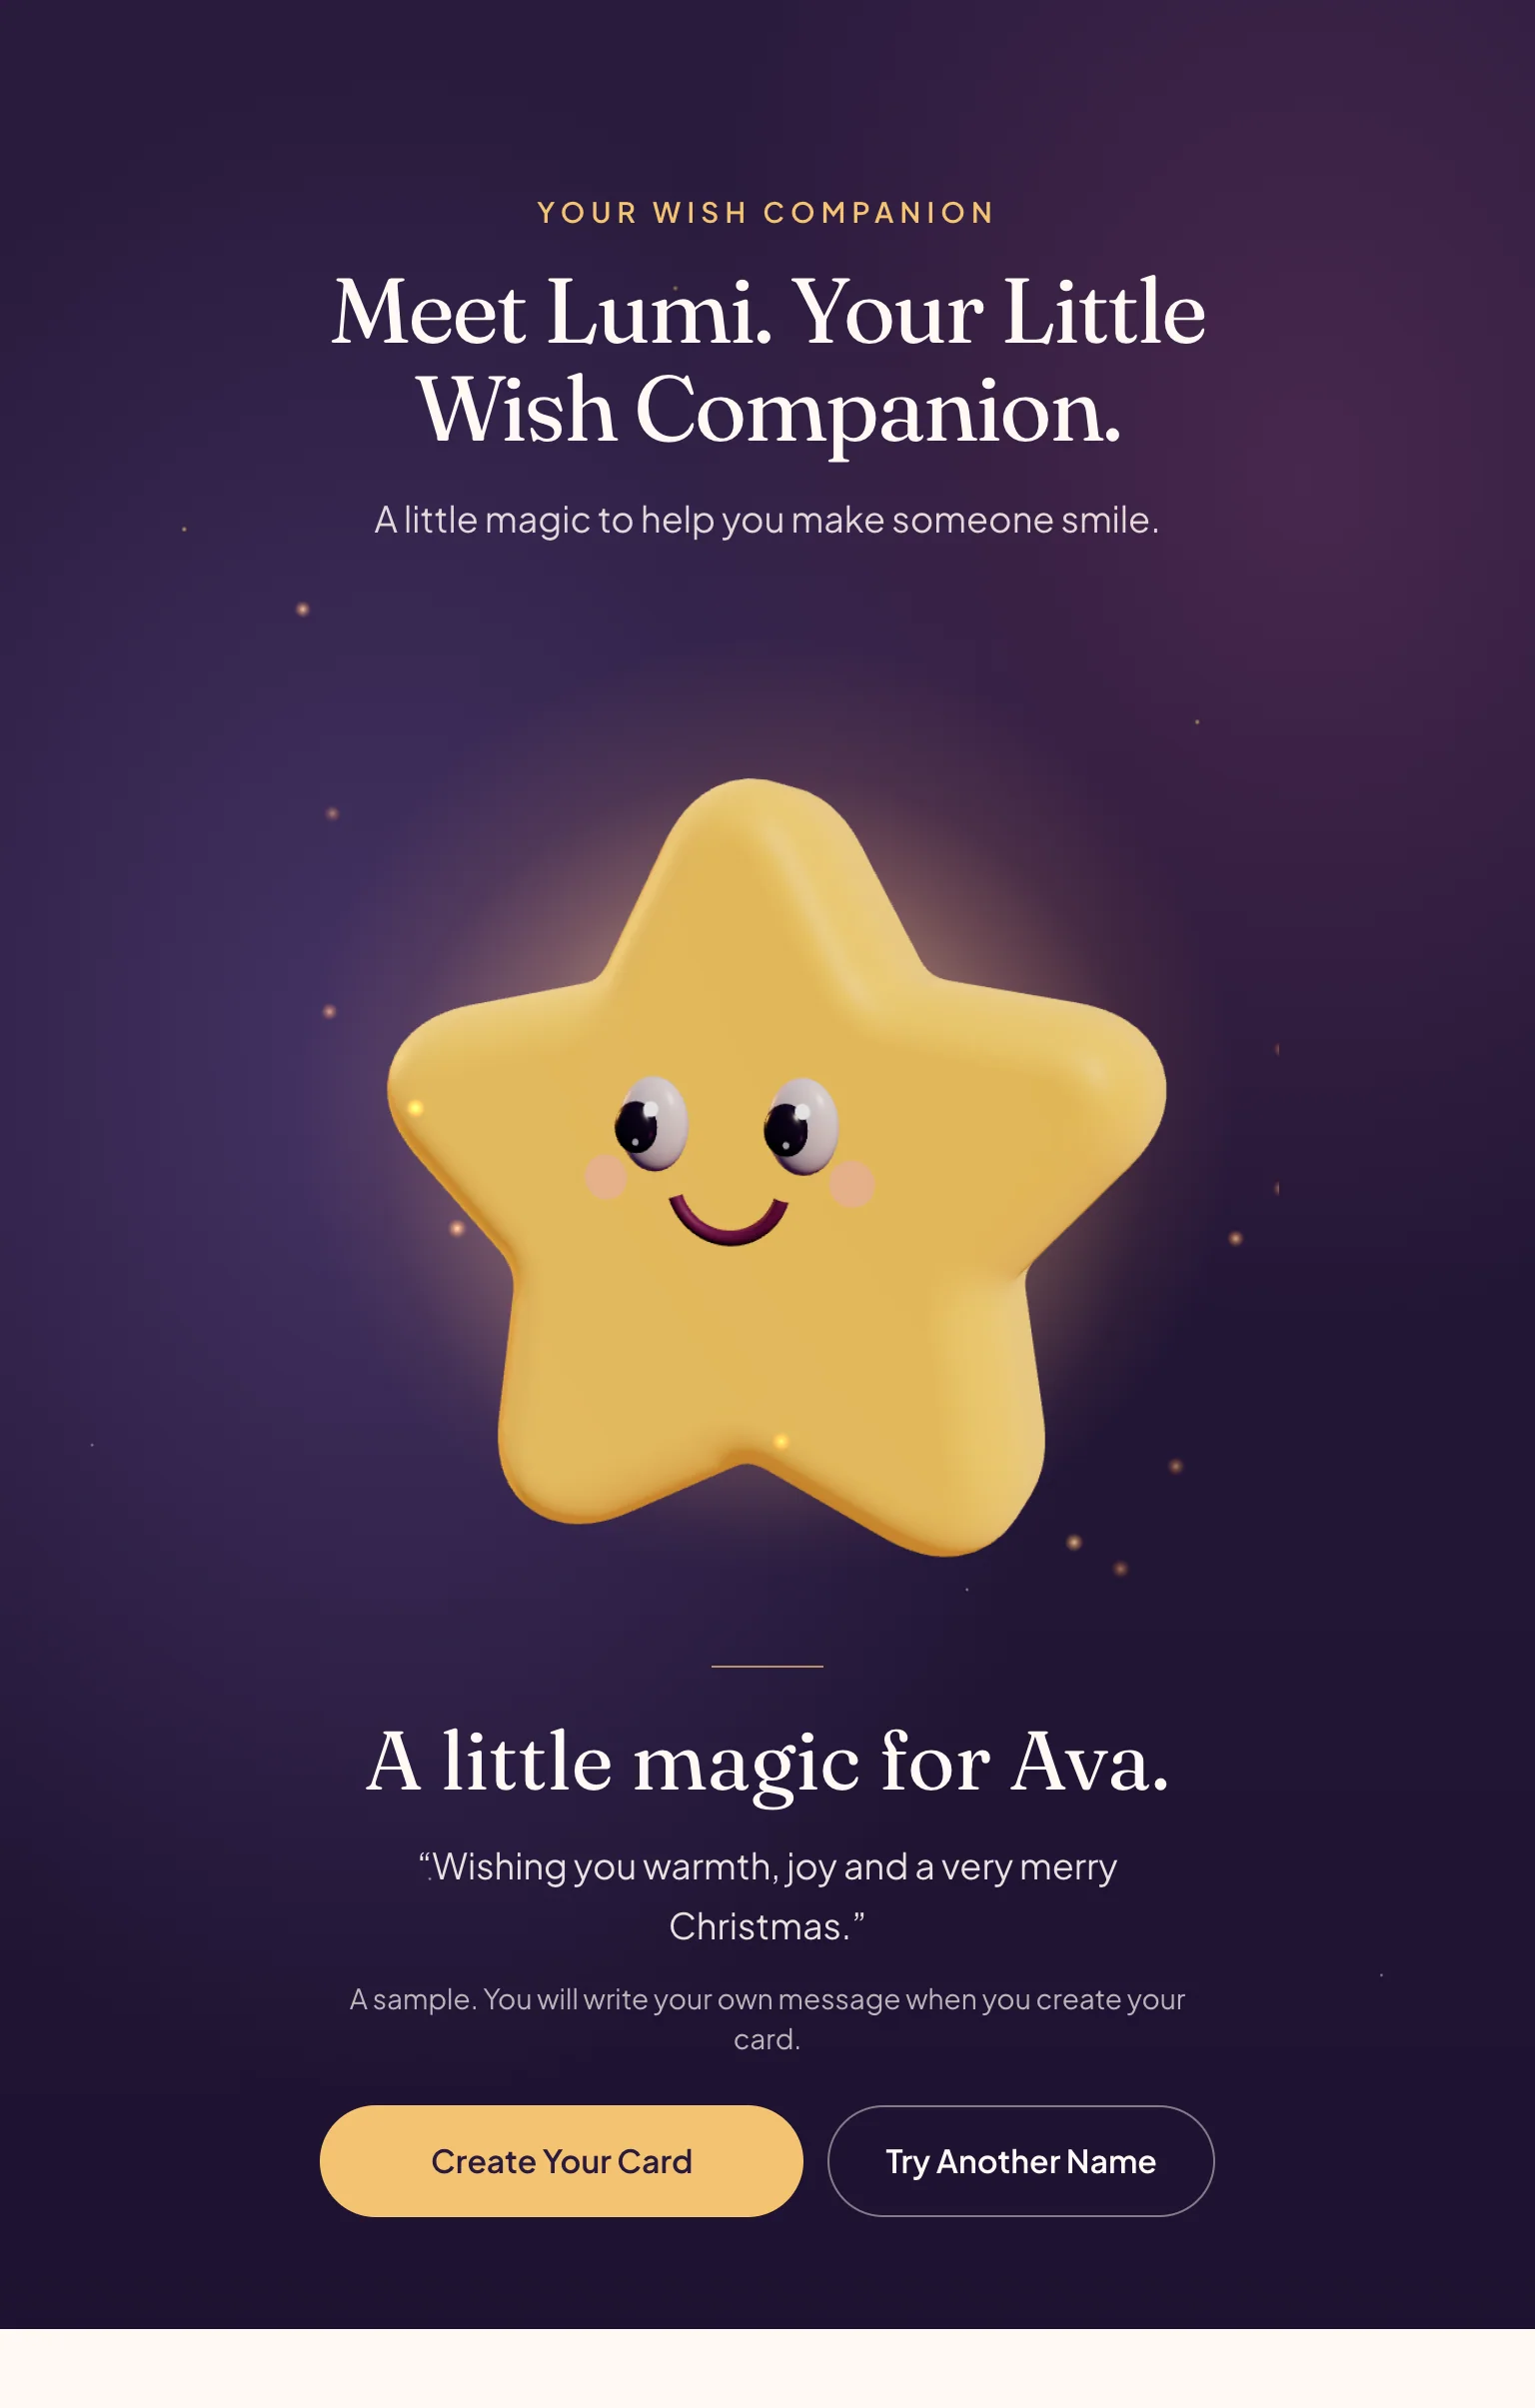 YOUR WISH COMPANION
Meet Lumi. Your Little
Wish Companion.
A little magic to help you make someone smile.
A little magic for Ava.
“Wishing you warmth, joy and a very merry
Christmas.”
A sample. You will write your own message when you create your
card.
Create Your Card
Try Another Name